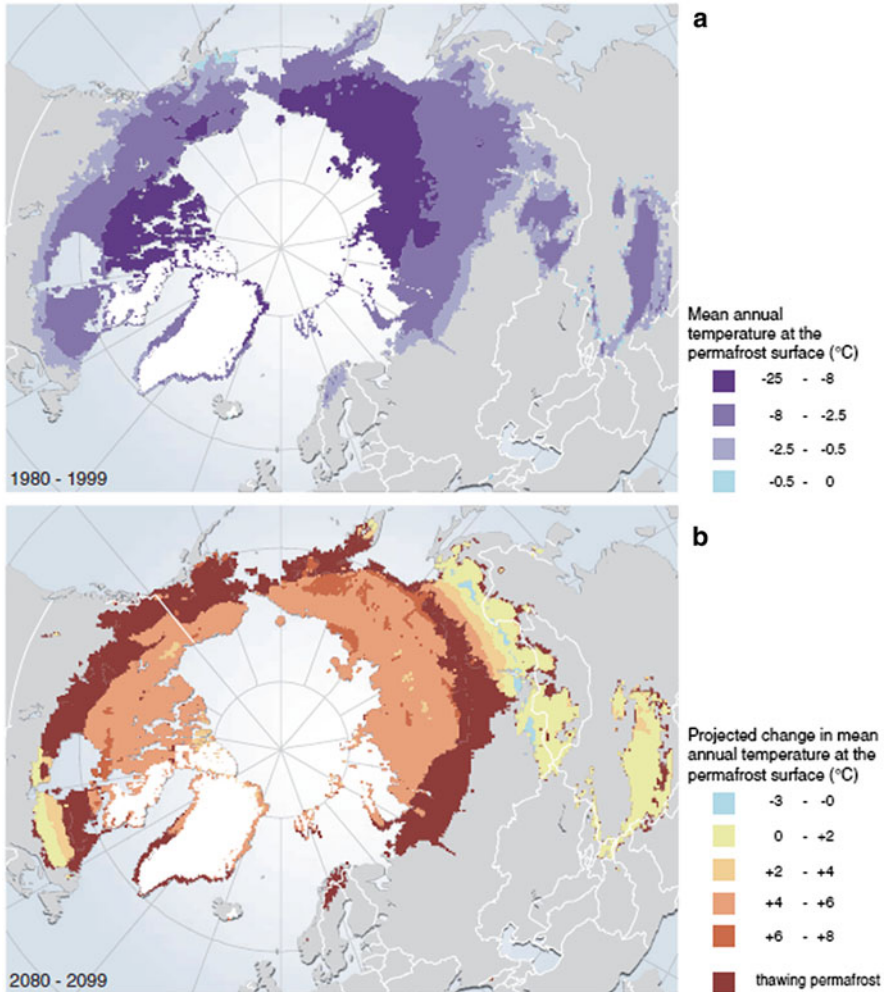 a
Mean annual
temperature at the
permafrost surface (°C)
-25 - -8
-8 - -2.5
-2.5 - -0.5
-0.5 - 0
1980 - 1999
b
Projected change in mean
annual temperature at the
permafrost surface (°C)
-3 - -0
0 - +2
+2 - +4
+4 - +6
+6 - +8
thawing permafrost
2080 - 2099